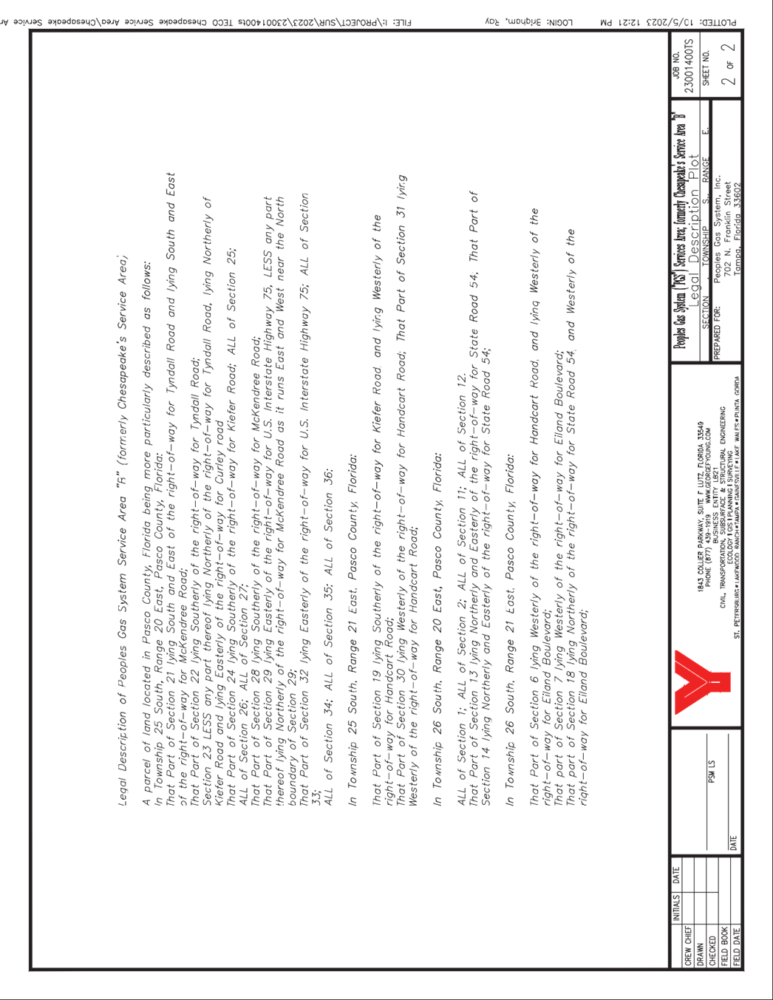 PLOTTED: 10/5/2023 12:21 PM LOGIN: Brigham, Ray FILE: I:\PROJECT\SUR\2023\23001400ts TECO Chesapeake Service Area\Chesapeake Service Ar
Legal Description of Peoples Gas System Service Area "B" (formerly Chesapeake's Service Area)
A parcel of land located in Pasco County, Florida being more particularly described as follows:
In Township 25 South, Range 20 East, Pasco County, Florida:
That Part of Section 21 lying South and East of the right-of-way for Tyndall Road and lying South and East
of the right-of-way for McKendree Road;
That Part of Section 22 lying Southerly of the right-of-way for Tyndall Road;
Section 23 LESS any part thereof lying Northerly of the right-of-way for Tyndall Road, lying Northerly of
Kiefer Road and lying Easterly of the right-of-way for Curley road
That Part of Section 24 lying Southerly of the right-of-way for Kiefer Road; ALL of Section 25;
ALL of Section 26; ALL of Section 27;
That Part of Section 28 lying Southerly of the right-of-way for McKendree Road;
That Part of Section 29 lying Easterly of the right-of-way for U.S. Interstate Highway 75, LESS any part
thereof lying Northerly of the right-of-way for McKendree Road as it runs East and West near the North
boundary of Section 29;
That Part of Section 32 lying Easterly of the right-of-way for U.S. Interstate Highway 75; ALL of Section
33;
ALL of Section 34; ALL of Section 35; ALL of Section 36;
In Township 25 South, Range 21 East, Pasco County, Florida:
That Part of Section 19 lying Southerly of the right-of-way for Kiefer Road, and lying Westerly of the
right-of-way for Handcart Road;
That Part of Section 30 lying Westerly of the right-of-way for Handcart Road; That Part of Section 31 lying
Westerly of the right-of-way for Handcart Road;
In Township 26 South, Range 20 East, Pasco County, Florida:
ALL of Section 1; ALL of Section 2; ALL of Section 11; ALL of Section 12,
That Part of Section 13 lying Northerly and Easterly of the right-of-way for State Road 54, That Part of
Section 14 lying Northerly and Easterly of the right-of-way for State Road 54;
In Township 26 South, Range 21 East, Pasco County, Florida:
That Part of Section 6 lying Westerly of the right-of-way for Handcart Road, and lying Westerly of the
right-of-way for Eiland Boulevard;
That part of Section 7 lying Westerly of the right-of-way for Eiland Boulevard;
That part of Section 18 lying Northerly of the right-of-way for State Road 54, and Westerly of the
right-of-way for Eiland Boulevard;
INITIALS DATE
CREW CHIEF
DRAWN
CHECKED
FIELD BOOK
FIELD DATE
PSM LS
DATE
1843 COLLIER PARKWAY, SUITE F LUTZ, FLORIDA 33549
PHONE (877) 439-1919 WWW.GEORGEFYOUNG.COM
BUSINESS ENTITY LB21
CIVIL, TRANSPORTATION, SUBSURFACE & STRUCTURAL ENGINEERING
ECOLOGY | GIS | PLANNING | SURVEYING
ST. PETERSBURG ■ LAKEWOOD RANCH ■ TAMPA ■ GAINESVILLE ■ LAKE WALES ■ PUNTA GORDA
Peoples Gas System ("PGS") Services Area, formerly Chesapeake's Service Area "B"
Legal Description Plot
SECTION , TOWNSHIP S., RANGE E.
PREPARED FOR:
Peoples Gas System, Inc.
702 N. Franklin Street
Tampa, Florida 33602
JOB NO.
23001400TS
SHEET NO.
2 OF 2